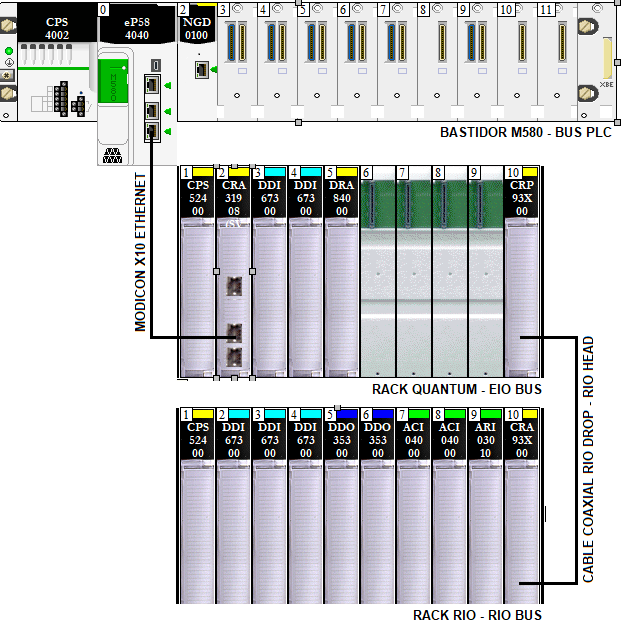 0
2
3
4
5
6
7
8
9
10
11
CPS
4002
eP58
4040
NGD
0100
XBE
BASTIDOR M580 - BUS PLC
MODICON X10 ETHERNET
1
2
3
4
5
6
7
8
9
10
CPS
524
00
CRA
319
08
DDI
673
00
DDI
673
00
DRA
840
00
CRP
93X
00
RACK QUANTUM - EIO BUS
CABLE COAXIAL RIO DROP - RIO HEAD
1
2
3
4
5
6
7
8
9
10
CPS
524
00
DDI
673
00
DDI
673
00
DDI
673
00
DDO
353
00
DDO
353
00
ACI
040
00
ACI
040
00
ARI
030
10
CRA
93X
00
RACK RIO - RIO BUS